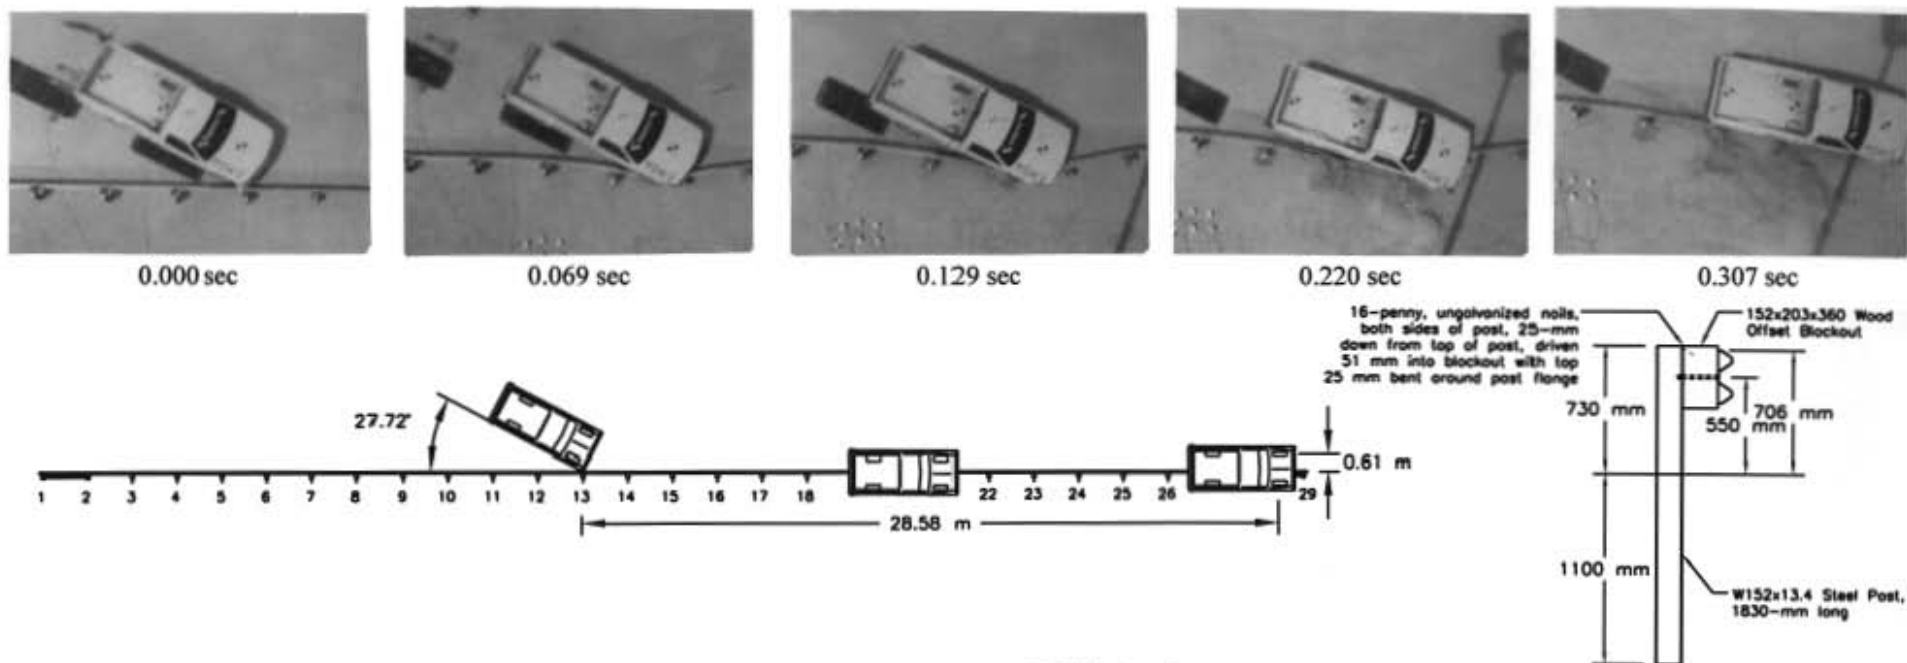 0.000 sec
0.069 sec
0.129 sec
0.220 sec
0.307 sec
16-penny, ungalvanized nails,
both sides of post, 25-mm
down from top of post, driven
51 mm into blockout with top
25 mm bent around post flange
152x203x360 Wood
Offset Blockout
730 mm
706 mm
550 mm
1100 mm
W152x13.4 Steel Post,
1830-mm long
27.72°
0.61 m
1 2 3 4 5 6 7 8 9 10 11 12 13 14 15 16 17 18 22 23 24 25 26 29
28.58 m